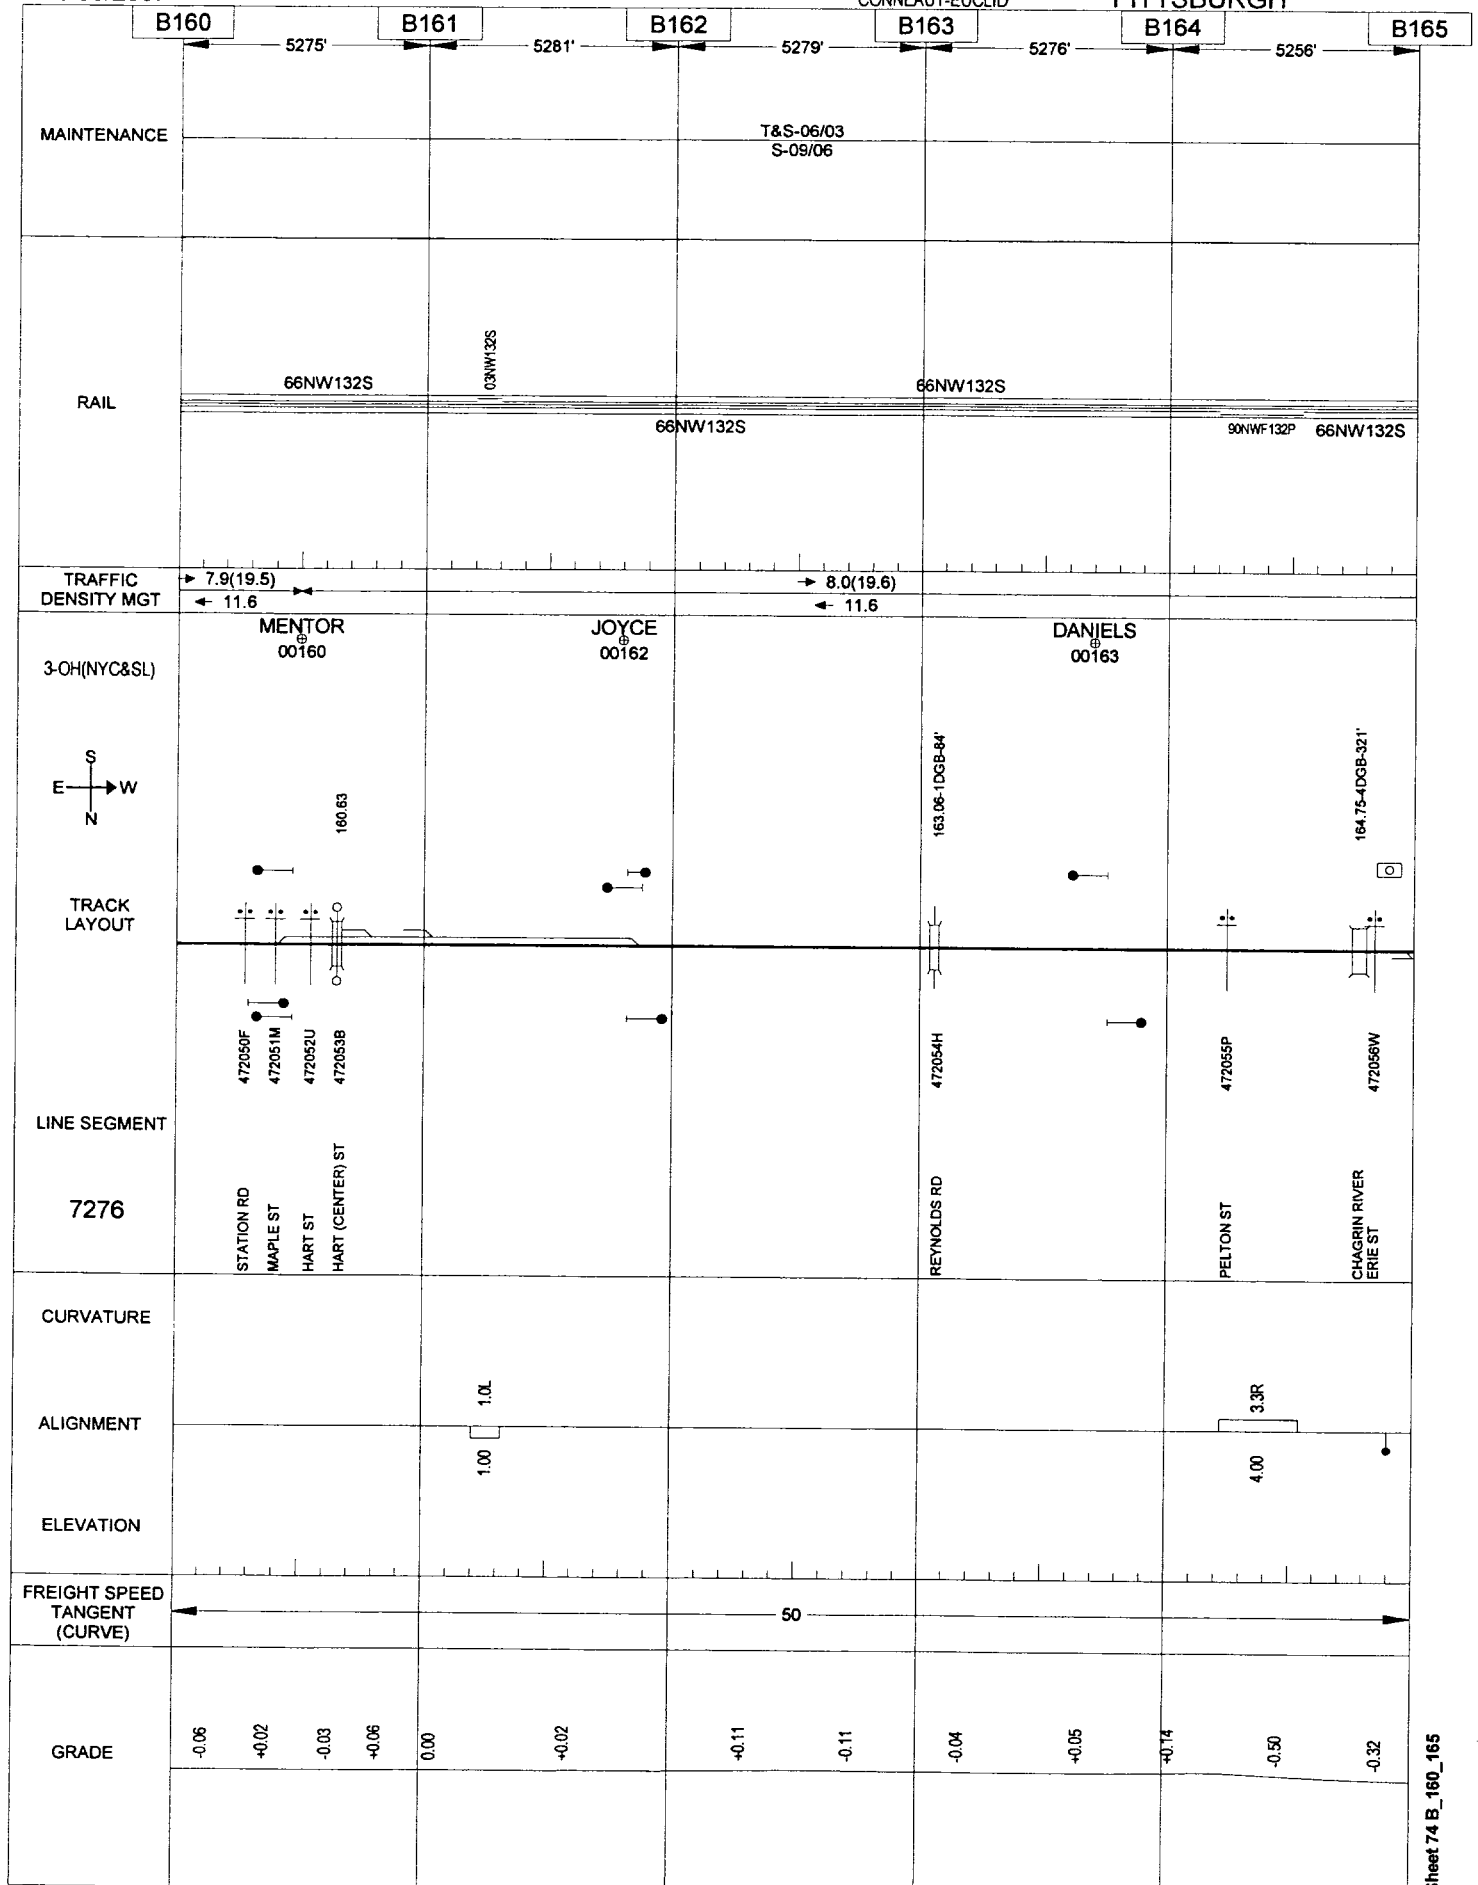 CONNEAUT-EUCLID PITTSBURGH
B160 B161 B162 B163 B164 B165
5275' 5281' 5279' 5276' 5256'
MAINTENANCE
T&S-06/03
S-09/06
RAIL
66NW132S
03NW132S
66NW132S
66NW132S
90NWF132P
66NW132S
TRAFFIC
DENSITY MGT
7.9(19.5)
11.6
8.0(19.6)
11.6
3-OH(NYC&SL)
MENTOR
00160
JOYCE
00162
DANIELS
00163
S
E W
N
160.63
163.06-1DGB-84'
164.75-4DGB-321'
TRACK
LAYOUT
472050F
472051M
472052U
472053B
472054H
472055P
472056W
LINE SEGMENT
7276
STATION RD
MAPLE ST
HART ST
HART (CENTER) ST
REYNOLDS RD
PELTON ST
CHAGRIN RIVER
ERIE ST
CURVATURE
1.0L
3.3R
ALIGNMENT
1.00
4.00
ELEVATION
FREIGHT SPEED
TANGENT
(CURVE)
50
GRADE
-0.06
+0.02
-0.03
+0.06
0.00
+0.02
+0.11
-0.11
-0.04
+0.05
+0.14
-0.50
-0.32
Sheet 74 B_160_165